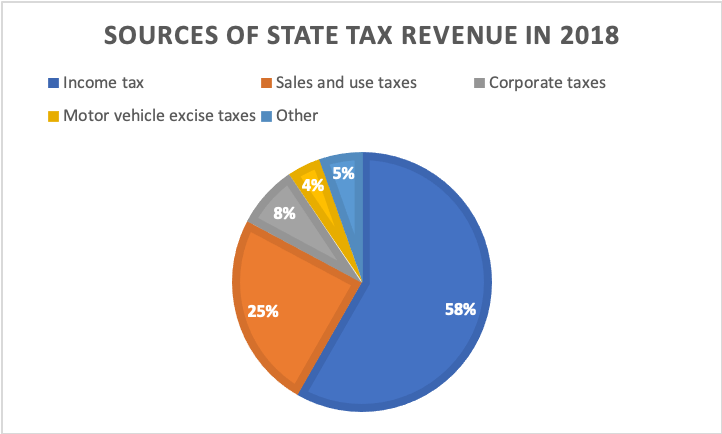 SOURCES OF STATE TAX REVENUE IN 2018
Income tax Sales and use taxes Corporate taxes
Motor vehicle excise taxes Other
5%
4%
8%
25%
58%